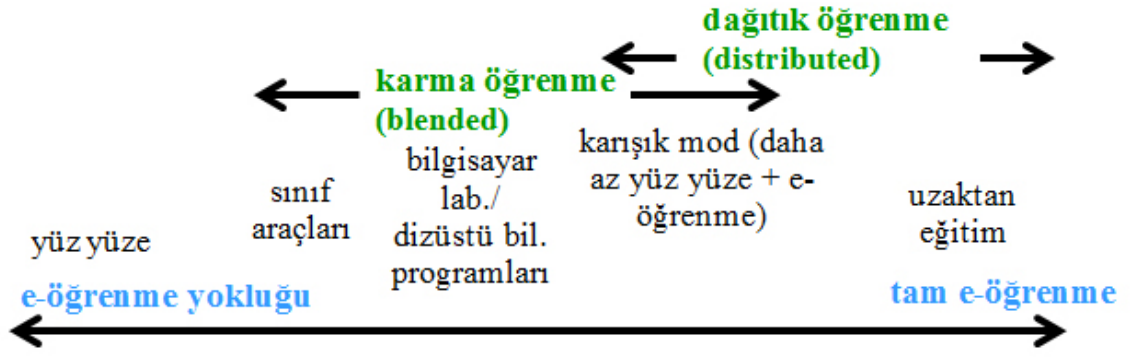 dağıtık öğrenme
(distributed)
karma öğrenme
(blended)
karışık mod (daha
az yüz yüze + e-
öğrenme)
bilgisayar
lab./
dizüstü bil.
programları
sınıf
araçları
uzaktan
eğitim
yüz yüze
e-öğrenme yokluğu
tam e-öğrenme